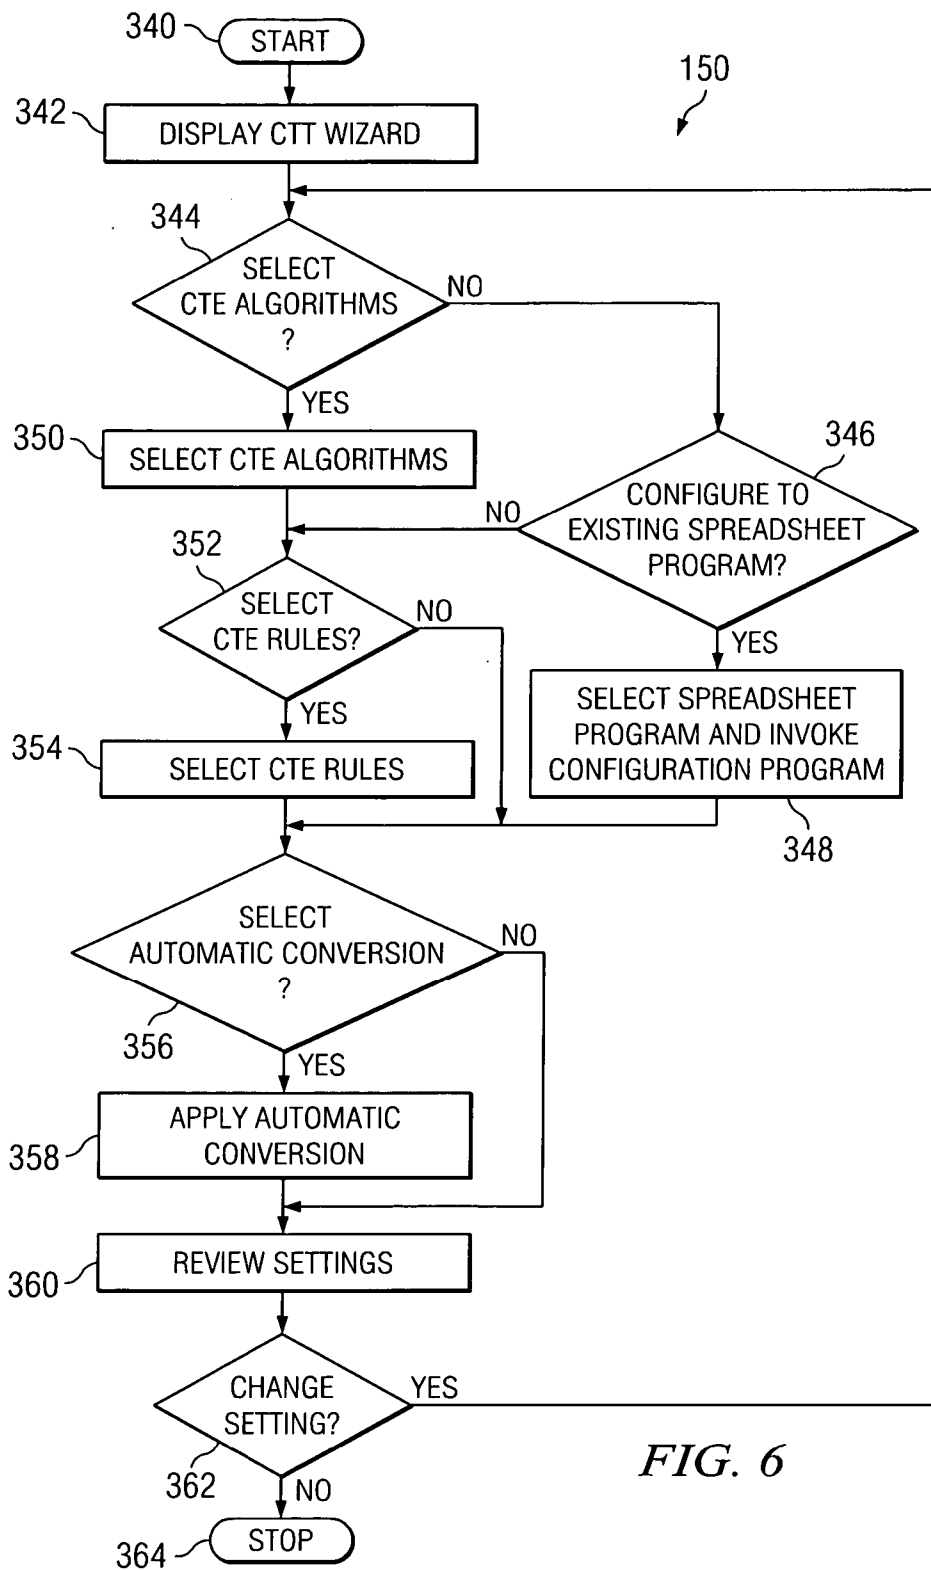 340
START
150
342
DISPLAY CTT WIZARD
344
SELECT
CTE ALGORITHMS
?
NO
YES
350
SELECT CTE ALGORITHMS
346
CONFIGURE TO
EXISTING SPREADSHEET
PROGRAM?
NO
YES
352
SELECT
CTE RULES?
NO
YES
354
SELECT CTE RULES
SELECT SPREADSHEET
PROGRAM AND INVOKE
CONFIGURATION PROGRAM
348
SELECT
AUTOMATIC CONVERSION
?
NO
356
YES
358
APPLY AUTOMATIC
CONVERSION
360
REVIEW SETTINGS
CHANGE
SETTING?
YES
362
NO
364
STOP
FIG. 6